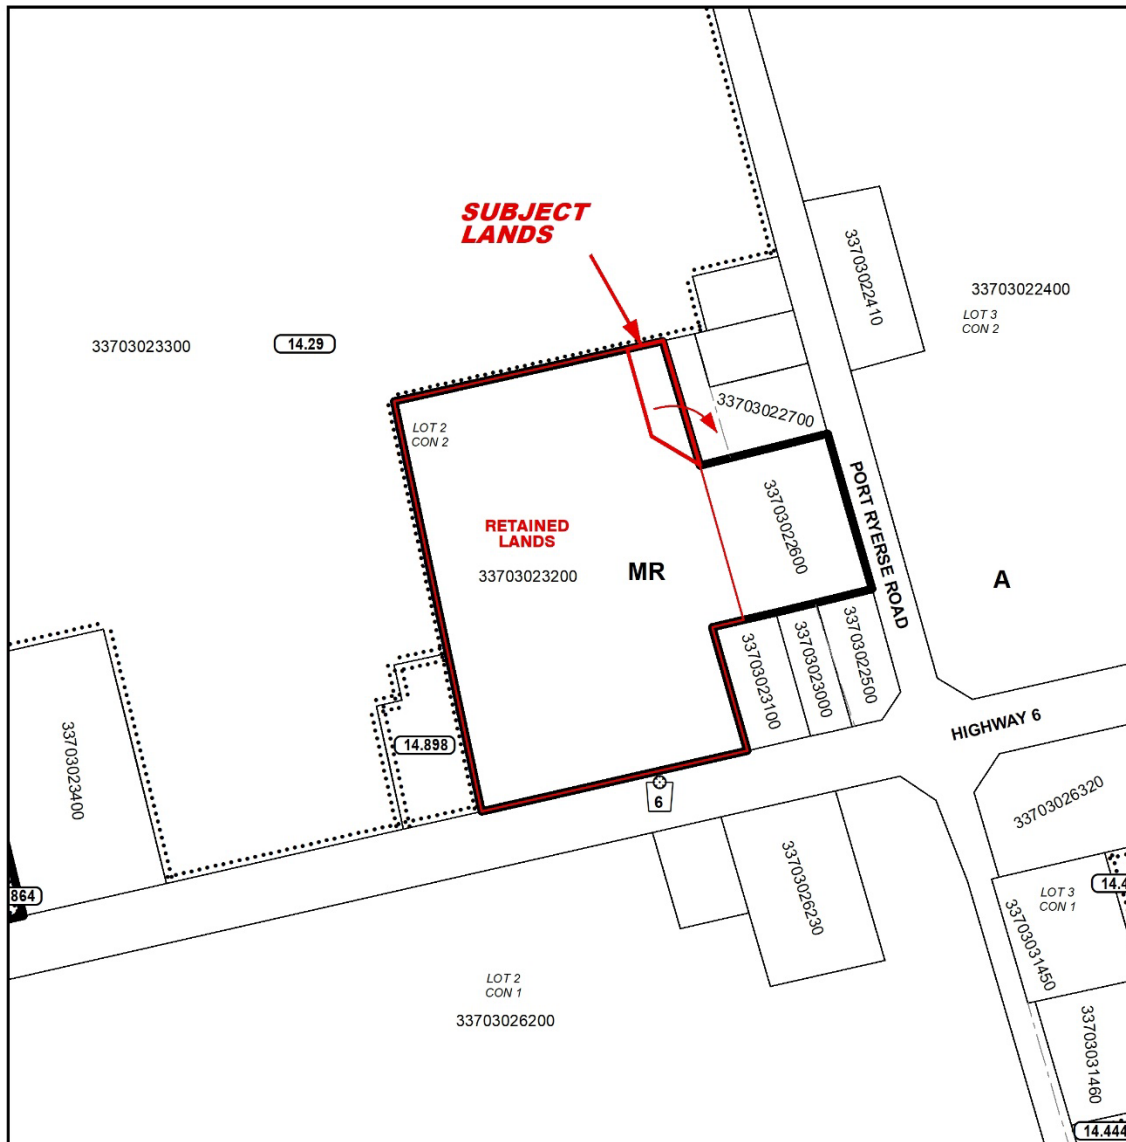 SUBJECT
LANDS
33703022410
33703022400
LOT 3
CON 2
33703023300
14.29
33703022700
LOT 2
CON 2
RETAINED
LANDS
33703023200
MR
33703022600
PORT RYERSE ROAD
A
33703023100
33703023000
33703022500
HIGHWAY 6
33703023400
14.898
6
33703026320
864
33703026230
LOT 3
CON 1
14.4
33703031450
LOT 2
CON 1
33703026200
33703031460
14.444